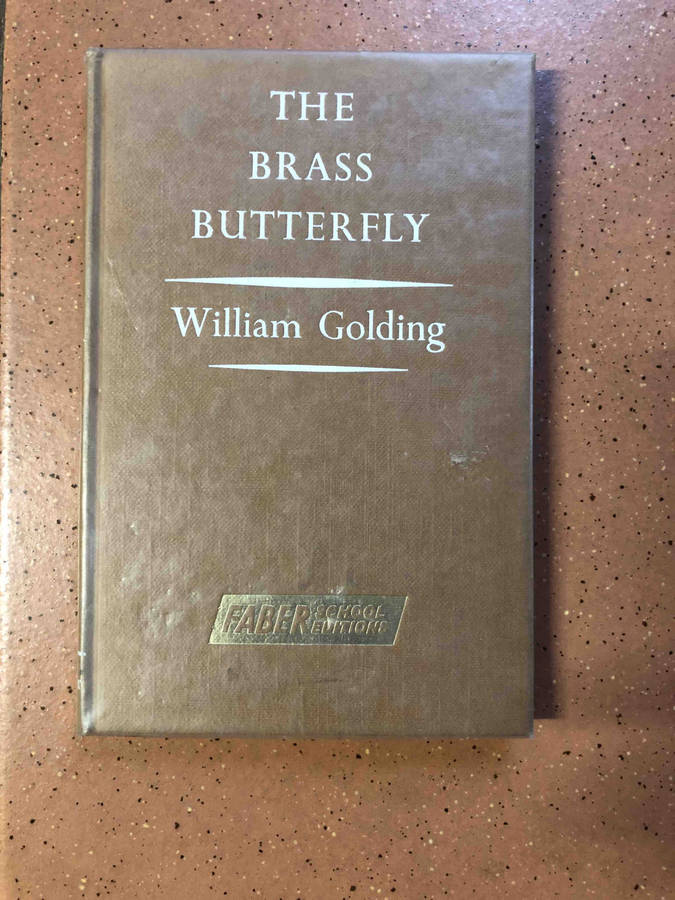 THE
BRASS
BUTTERFLY
William Golding
FABER SCHOOL
EDITIONS